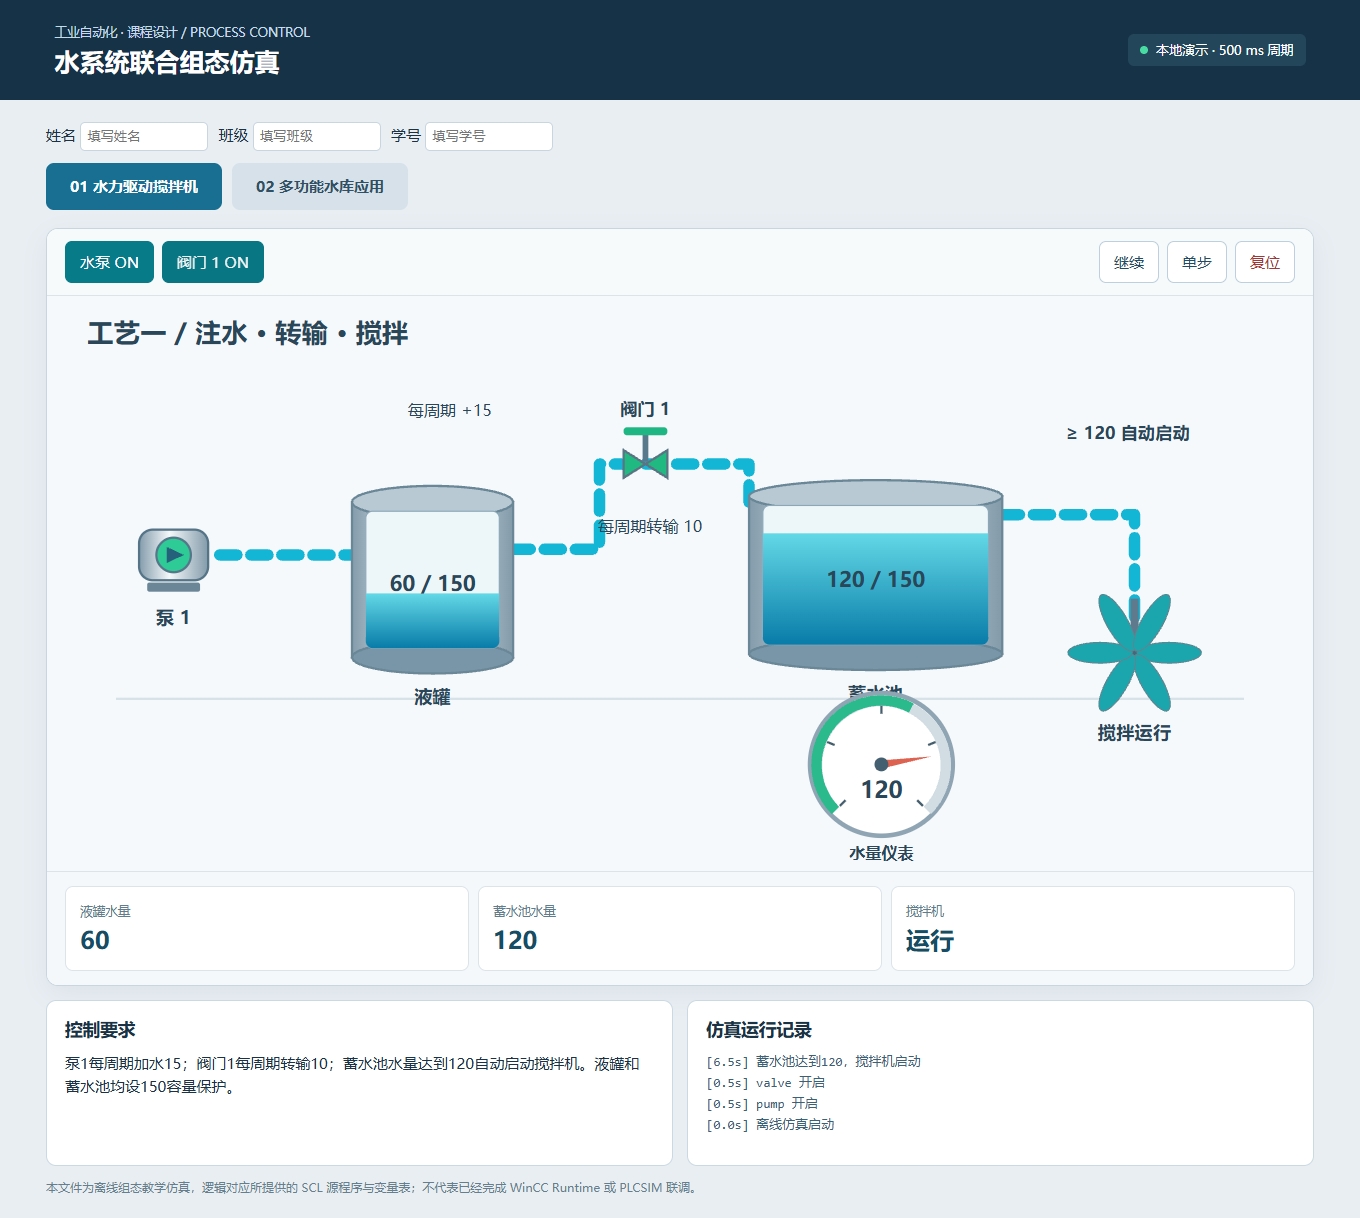 工业自动化 · 课程设计 / PROCESS CONTROL
水系统联合组态仿真
本地演示 · 500 ms 周期
姓名 填写姓名 班级 填写班级 学号 填写学号
01 水力驱动搅拌机 02 多功能水库应用
水泵 ON 阀门 1 ON 继续 单步 复位
工艺一 / 注水 • 转输 • 搅拌
每周期 +15
阀门 1
≥ 120 自动启动
每周期转输 10
60 / 150
120 / 150
泵 1
液罐
蓄水池
搅拌运行
120
水量仪表
液罐水量
60
蓄水池水量
120
搅拌机
运行
控制要求
泵1每周期加水15；阀门1每周期转输10；蓄水池水量达到120自动启动搅拌机。液罐和
蓄水池均设150容量保护。
仿真运行记录
[6.5s] 蓄水池达到120，搅拌机启动
[0.5s] valve 开启
[0.5s] pump 开启
[0.0s] 离线仿真启动
本文件为离线组态教学仿真，逻辑对应所提供的 SCL 源程序与变量表；不代表已经完成 WinCC Runtime 或 PLCSIM 联调。